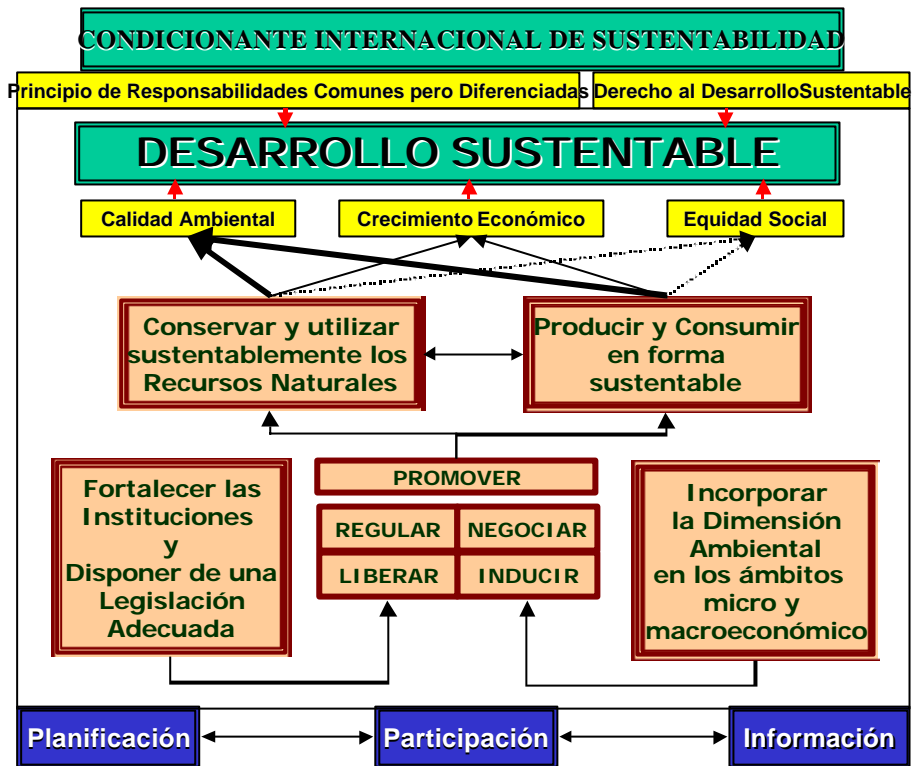 CONDICIONANTE INTERNACIONAL DE SUSTENTABILIDAD
Principio de Responsabilidades Comunes pero Diferenciadas
Derecho al DesarrolloSustentable
DESARROLLO SUSTENTABLE
Calidad Ambiental
Crecimiento Económico
Equidad Social
Conservar y utilizar
sustentablemente los
Recursos Naturales
Producir y Consumir
en forma
sustentable
Fortalecer las
Instituciones
y
Disponer de una
Legislación
Adecuada
PROMOVER
REGULAR
NEGOCIAR
LIBERAR
INDUCIR
Incorporar
la Dimensión
Ambiental
en los ámbitos
micro y
macroeconómico
Planificación
Participación
Información